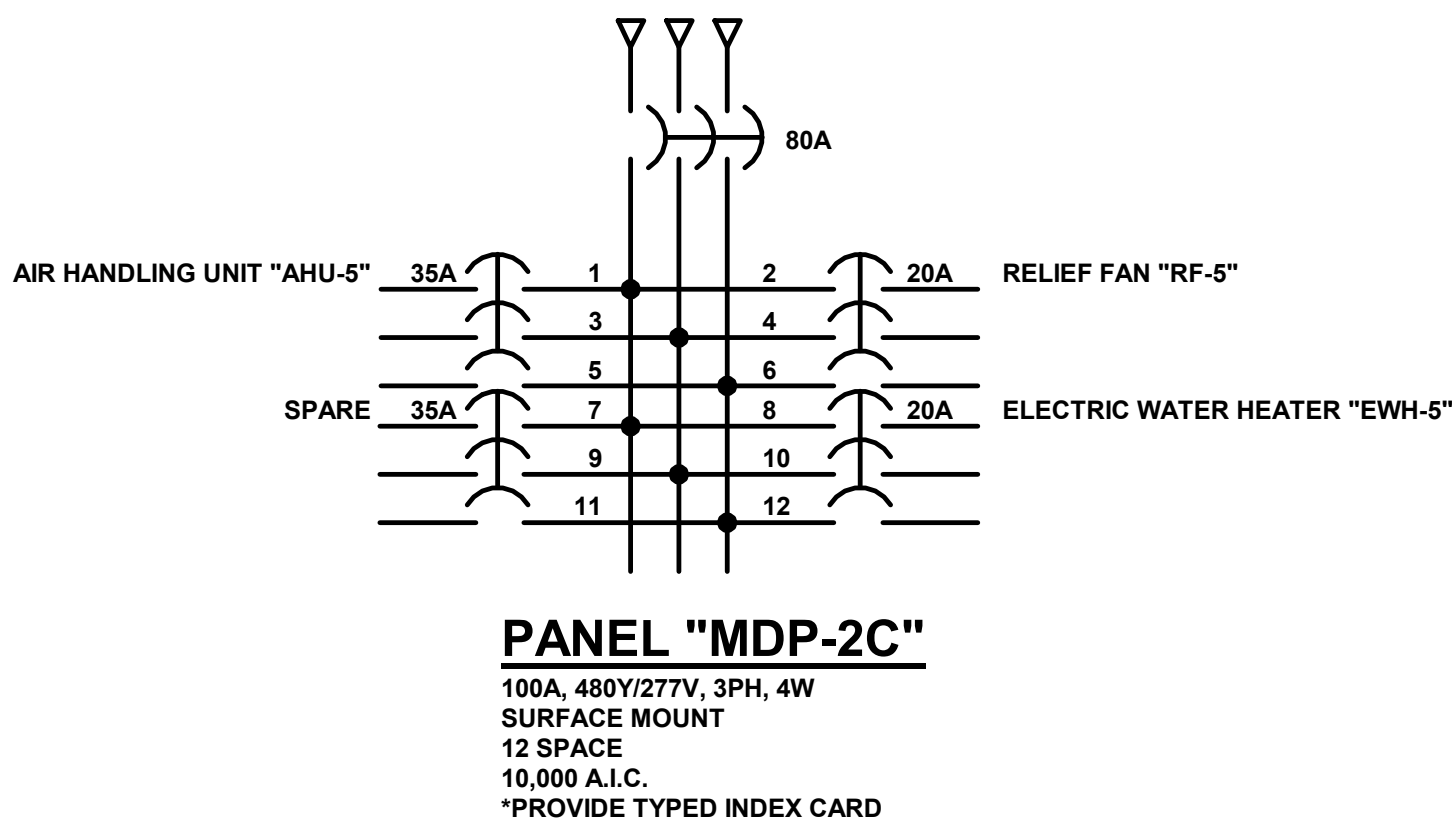 80A
AIR HANDLING UNIT "AHU-5" 35A 1 2 20A RELIEF FAN "RF-5"
3 4
5 6
SPARE 35A 7 8 20A ELECTRIC WATER HEATER "EWH-5"
9 10
11 12
PANEL "MDP-2C"
100A, 480Y/277V, 3PH, 4W
SURFACE MOUNT
12 SPACE
10,000 A.I.C.
*PROVIDE TYPED INDEX CARD